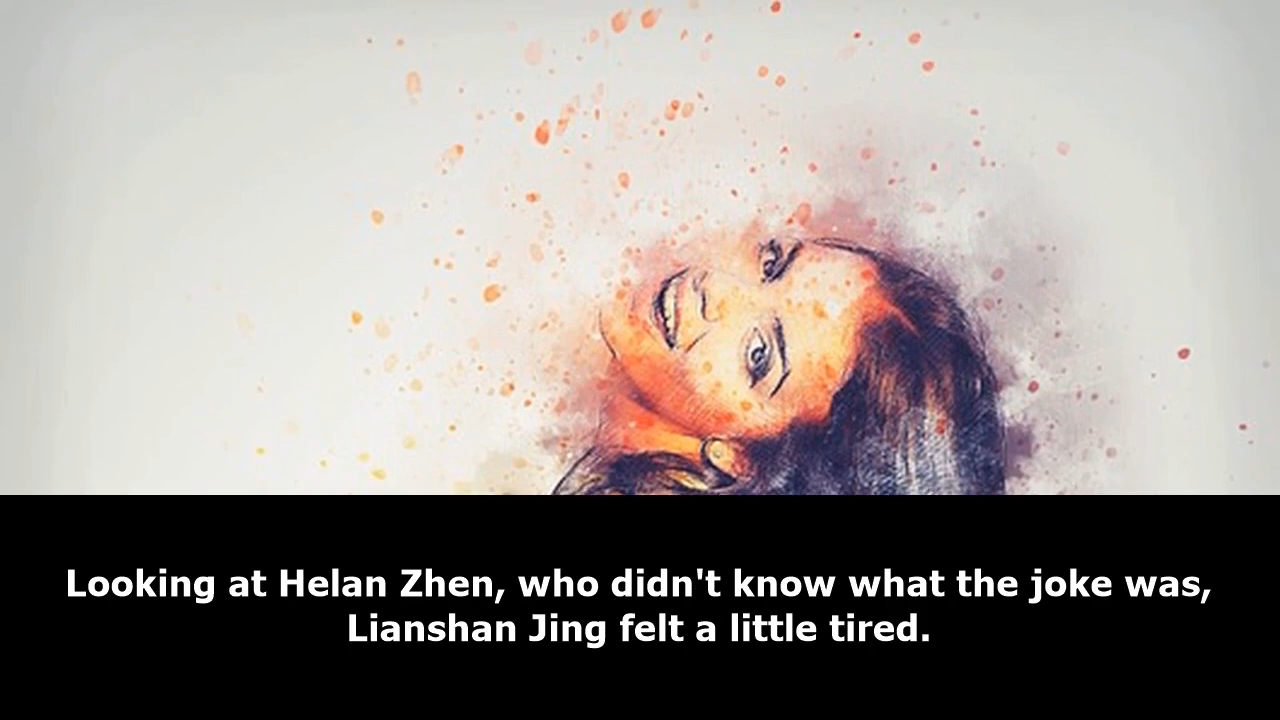 Looking at Helan Zhen, who didn't know what the joke was,
Lianshan Jing felt a little tired.